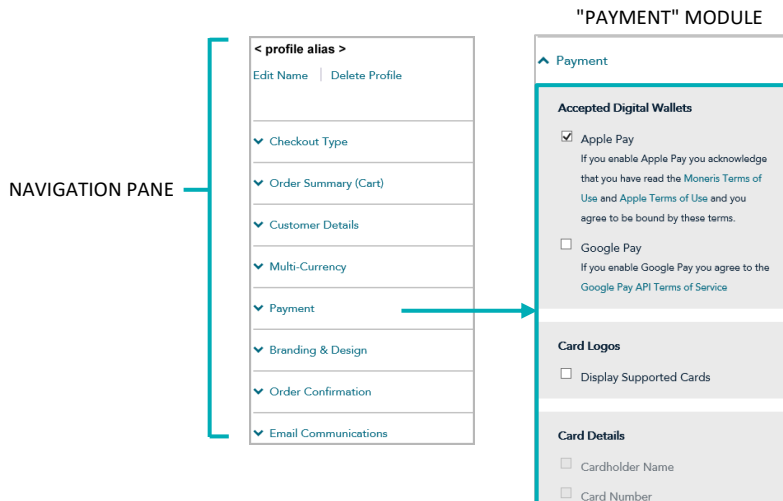 "PAYMENT" MODULE
< profile alias >
Edit Name
Delete Profile
NAVIGATION PANE
Checkout Type
Order Summary (Cart)
Customer Details
Multi-Currency
Payment
Branding & Design
Order Confirmation
Email Communications
Payment
Accepted Digital Wallets
Apple Pay
If you enable Apple Pay you acknowledge
that you have read the Moneris Terms of
Use and Apple Terms of Use and you
agree to be bound by these terms.
Google Pay
If you enable Google Pay you agree to the
Google Pay API Terms of Service
Card Logos
Display Supported Cards
Card Details
Cardholder Name
Card Number